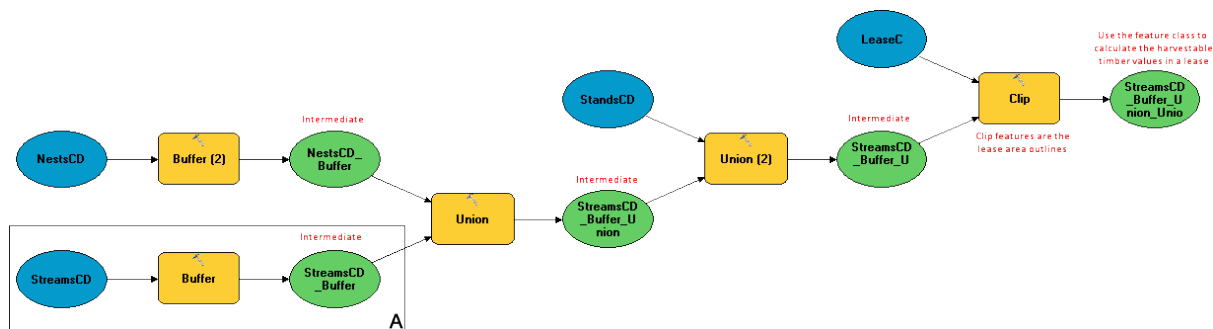 Use the feature class to
calculate the harvestable
timber values in a lease
LeaseC
Clip
StreamsCD
_Buffer_U
nion_Unio
StandsCD
Intermediate
Clip features are the
lease area outlines
Intermediate
NestsCD
Buffer (2)
NestsCD_
Buffer
Union (2)
StreamsCD
_Buffer_U
Intermediate
Union
StreamsCD
_Buffer_U
nion
Intermediate
StreamsCD
Buffer
StreamsCD
_Buffer
A